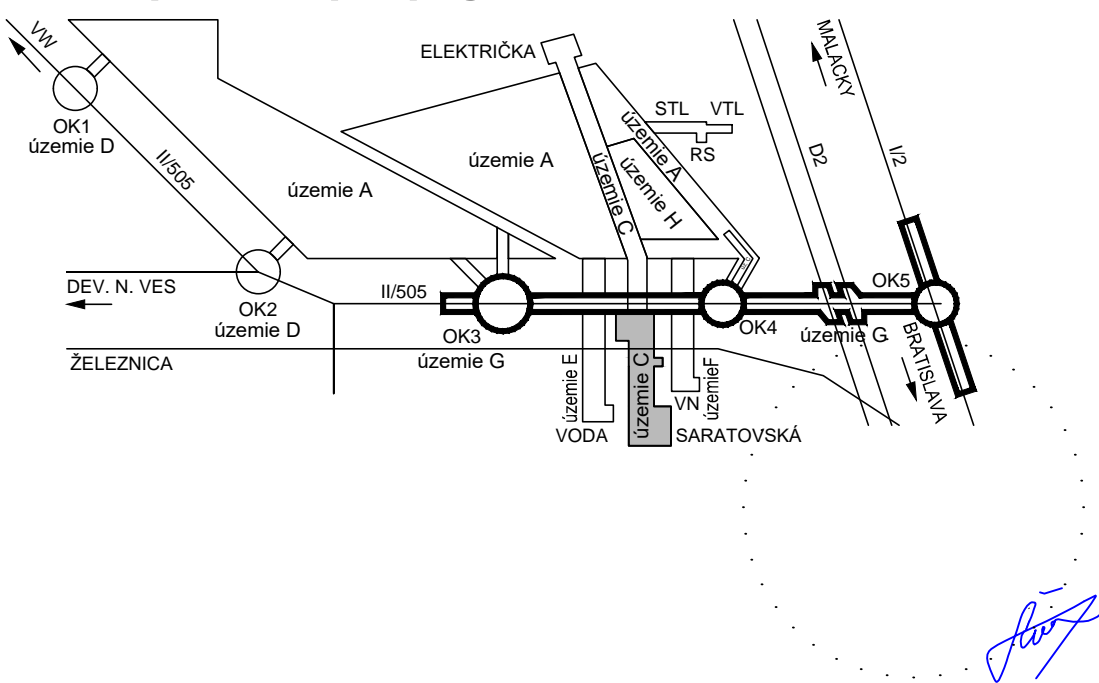 VW
ELEKTRIČKA
MALACKY
OK1
územie D
STL
VTL
RS
II/505
územie A
územie A
územie A
územie H
územie C
D2
I/2
DEV. N. VES
OK2
územie D
II/505
OK3
územie G
OK4
OK5
územie G
ŽELEZNICA
územie E
územie C
VN
územieF
BRATISLAVA
VODA
SARATOVSKÁ